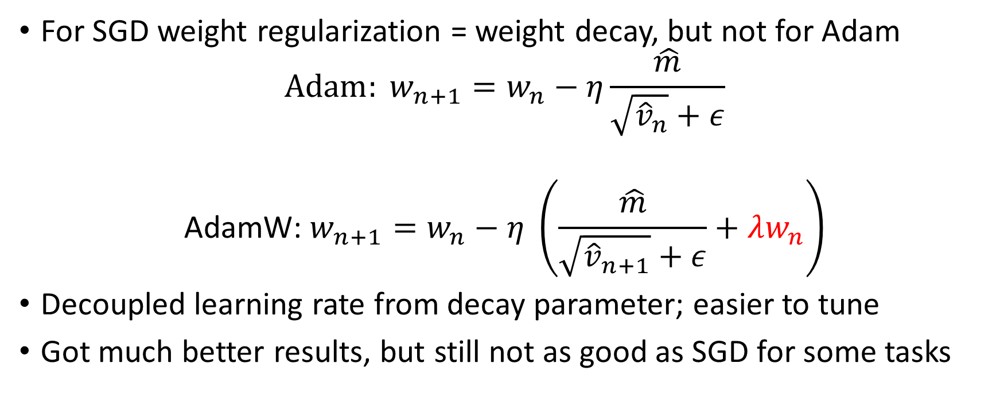 • For SGD weight regularization = weight decay, but not for Adam
Adam: $w_{n+1} = w_n - \eta \frac{\widehat{m}}{\sqrt{\hat{v}_n} + \epsilon}$
AdamW: $w_{n+1} = w_n - \eta \left( \frac{\widehat{m}}{\sqrt{\hat{v}_{n+1}} + \epsilon} + \lambda w_n \right)$
• Decoupled learning rate from decay parameter; easier to tune
• Got much better results, but still not as good as SGD for some tasks